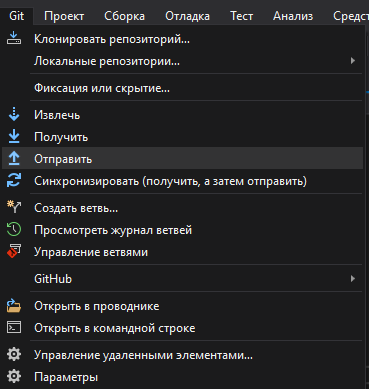 Git Проект Сборка Отладка Тест Анализ Средст
Клонировать репозиторий...
Локальные репозитории...
Фиксация или скрытие...
Извлечь
Получить
Отправить
Синхронизировать (получить, а затем отправить)
Создать ветвь...
Просмотреть журнал ветвей
Управление ветвями
GitHub
Открыть в проводнике
Открыть в командной строке
Управление удаленными элементами...
Параметры